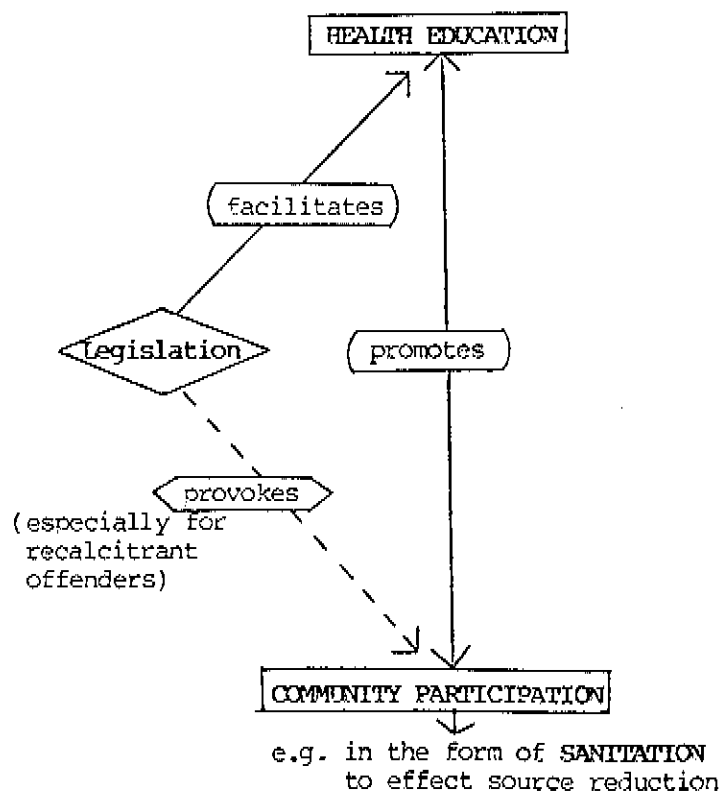 HEALTH EDUCATION
facilitates
Legislation
promotes
provokes
(especially for
recalcitrant
offenders)
COMMUNITY PARTICIPATION
e.g. in the form of SANITATION
to effect source reduction